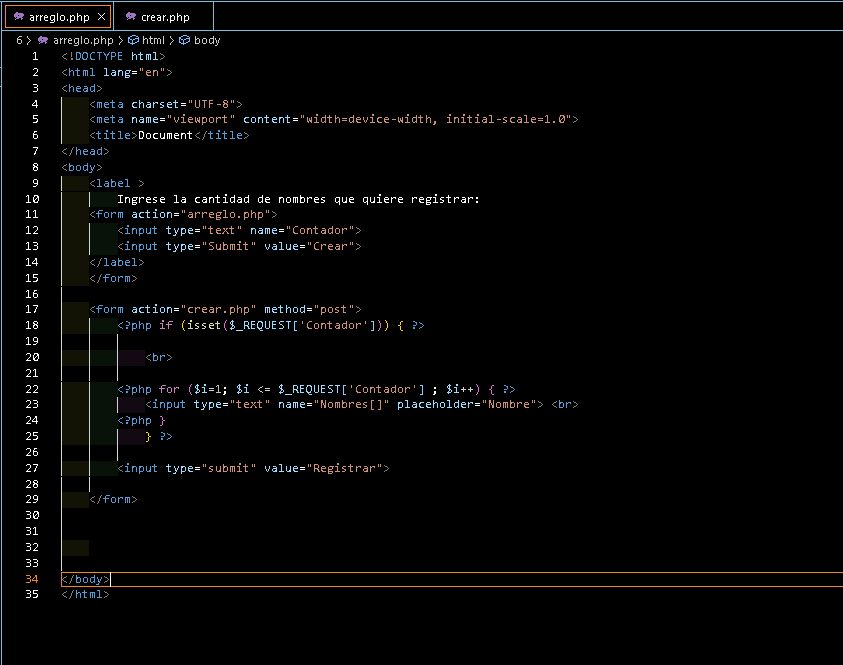 arreglo.php ×   crear.php
6 > arreglo.php > html > body
1 <!DOCTYPE html>
2 <html lang="en">
3 <head>
4     <meta charset="UTF-8">
5     <meta name="viewport" content="width=device-width, initial-scale=1.0">
6     <title>Document</title>
7 </head>
8 <body>
9     <label >
10         Ingrese la cantidad de nombres que quiere registrar:
11     <form action="arreglo.php">
12         <input type="text" name="Contador">
13         <input type="Submit" value="Crear">
14     </label>
15     </form>
16
17     <form action="crear.php" method="post">
18         <?php if (isset($_REQUEST['Contador'])) { ?>
19
20             <br>
21
22         <?php for ($i=1; $i <= $_REQUEST['Contador'] ; $i++) { ?>
23             <input type="text" name="Nombres[]" placeholder="Nombre"> <br>
24         <?php }
25             } ?>
26
27         <input type="submit" value="Registrar">
28
29     </form>
30
31
32
33
34 </body>
35 </html>